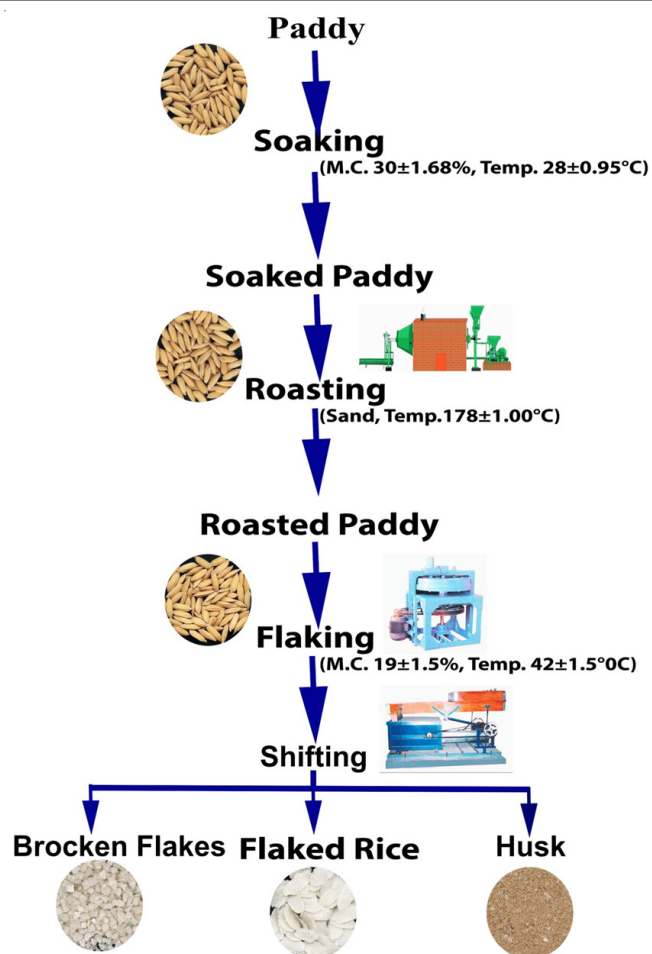 Paddy
Soaking
(M.C. 30±1.68%, Temp. 28±0.95°C)
Soaked Paddy
Roasting
(Sand, Temp.178±1.00°C)
Roasted Paddy
Flaking
(M.C. 19±1.5%, Temp. 42±1.5°0C)
Shifting
Brocken Flakes Flaked Rice Husk